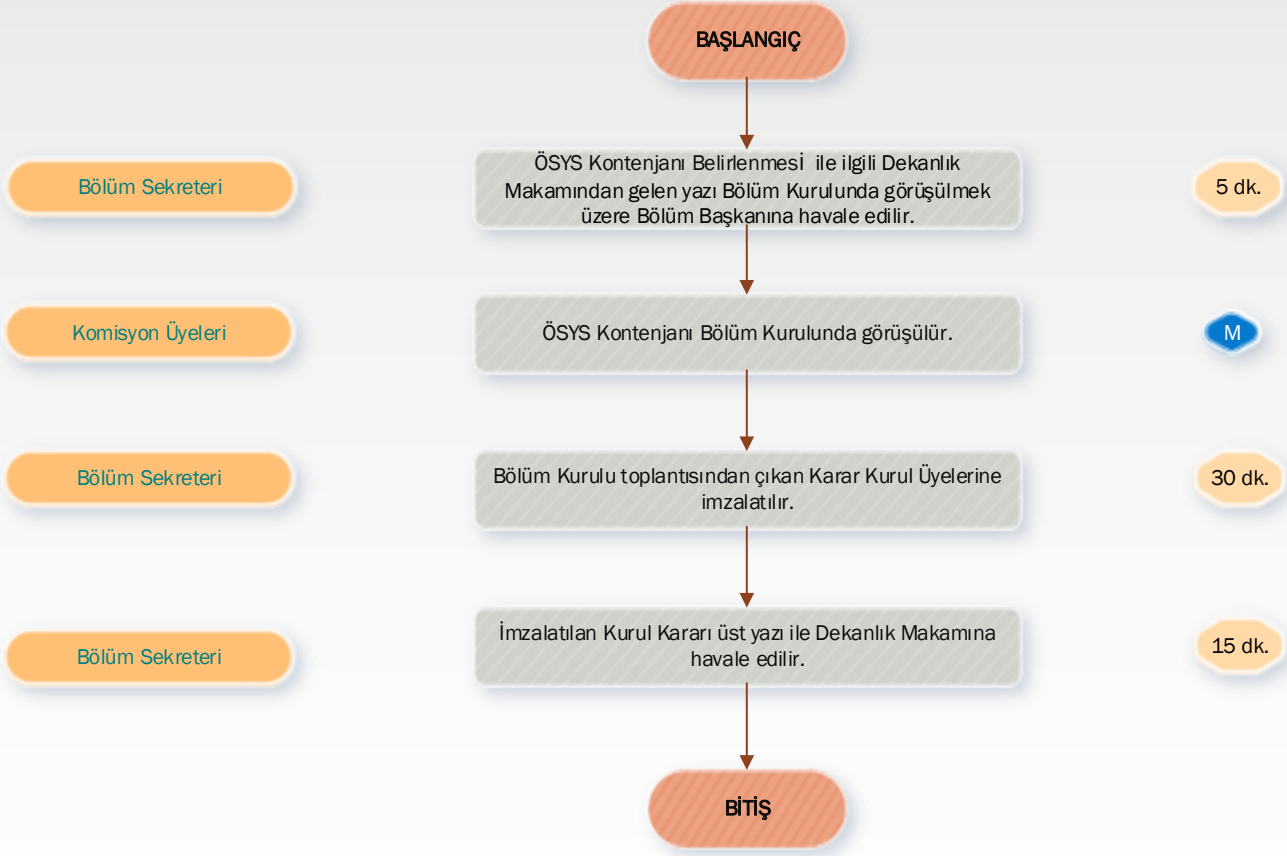 BAŞLANGIÇ
Bölüm Sekreteri
ÖSYS Kontenjanı Belirlenmesİ ile ilgili Dekanlık
Makamından gelen yazı Bölüm Kurulunda görüşülmek
üzere Bölüm Başkanına havale edilir.
5 dk.
Komisyon Üyeleri
ÖSYS Kontenjanı Bölüm Kurulunda görüşülür.
M
Bölüm Sekreteri
Bölüm Kurulu toplantısından çıkan Karar Kurul Üyelerine
imzalatılır.
30 dk.
Bölüm Sekreteri
İmzalatılan Kurul Kararı üst yazı ile Dekanlık Makamına
havale edilir.
15 dk.
BİTİŞ